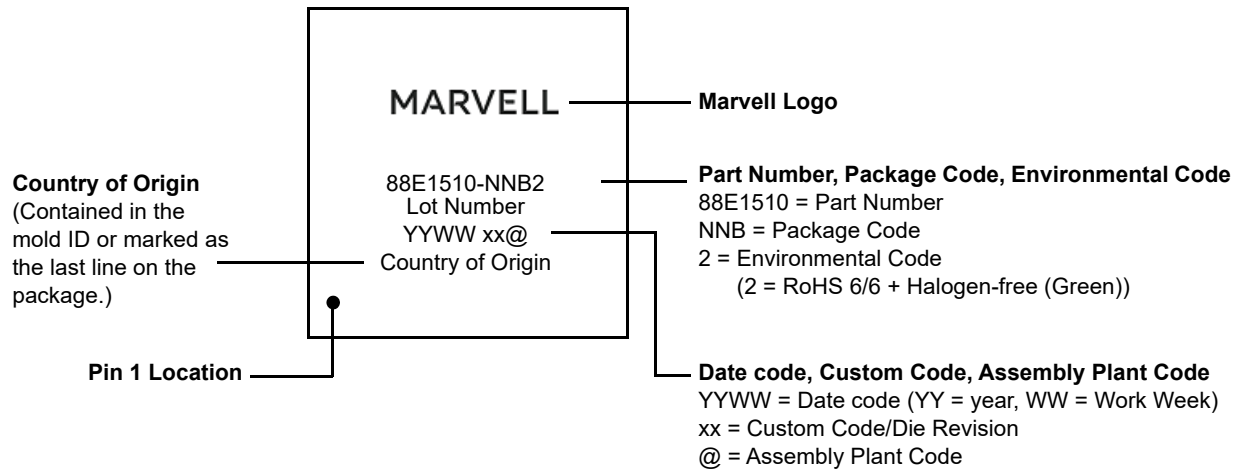 MARVELL
Marvell Logo
Country of Origin
(Contained in the
mold ID or marked as
the last line on the
package.)
88E1510-NNB2
Lot Number
YYWW xx@
Country of Origin
Part Number, Package Code, Environmental Code
88E1510 = Part Number
NNB = Package Code
2 = Environmental Code
(2 = RoHS 6/6 + Halogen-free (Green))
Pin 1 Location
Date code, Custom Code, Assembly Plant Code
YYWW = Date code (YY = year, WW = Work Week)
xx = Custom Code/Die Revision
@ = Assembly Plant Code